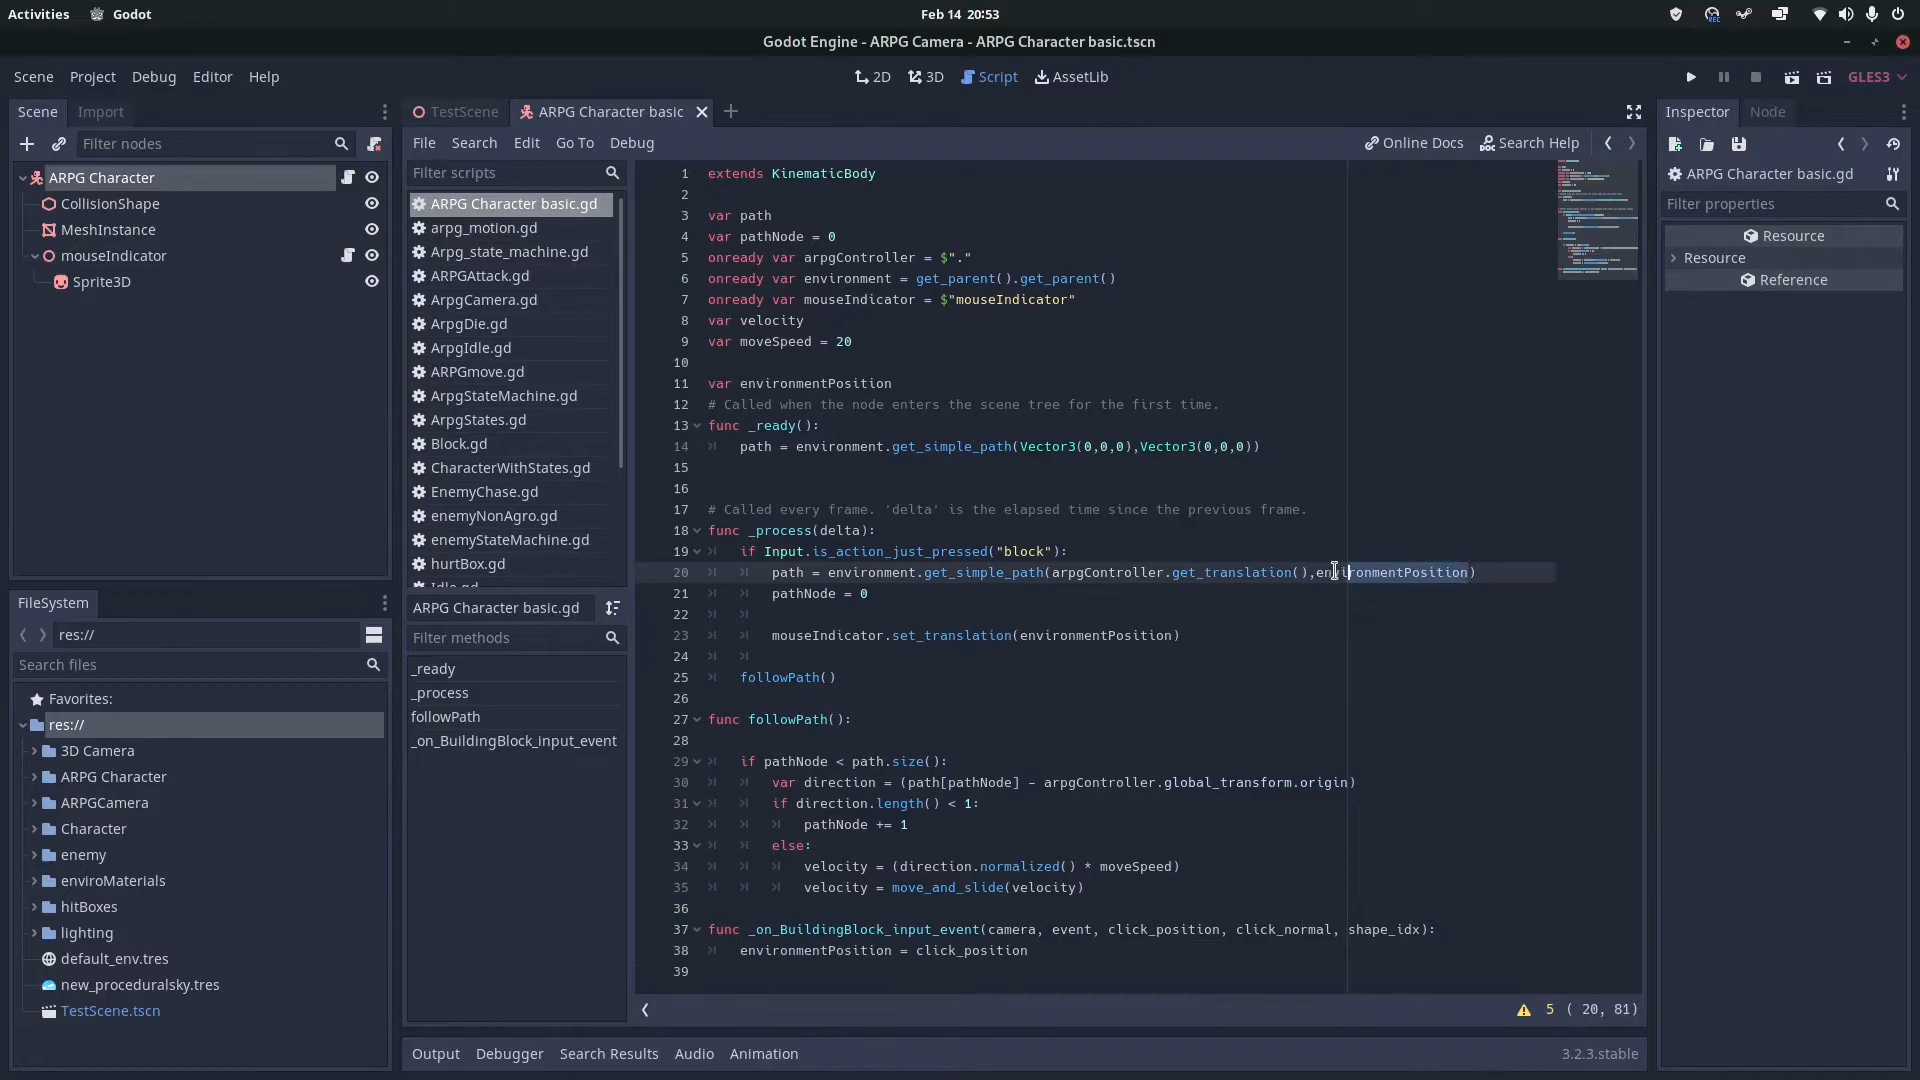 Activities Godot Feb 14 20:53
Godot Engine - ARPG Camera - ARPG Character basic.tscn
Scene Project Debug Editor Help 2D 3D Script AssetLib GLES3
Scene Import
Filter nodes
ARPG Character
CollisionShape
MeshInstance
mouseIndicator
Sprite3D
FileSystem
res://
Search files
Favorites:
res://
3D Camera
ARPG Character
ARPGCamera
Character
enemy
enviroMaterials
hitBoxes
lighting
default_env.tres
new_proceduralsky.tres
TestScene.tscn
TestScene ARPG Character basic
File Search Edit Go To Debug Online Docs Search Help
Filter scripts
ARPG Character basic.gd
arpg_motion.gd
Arpg_state_machine.gd
ARPGAttack.gd
ArpgCamera.gd
ArpgDie.gd
ArpgIdle.gd
ARPGmove.gd
ArpgStateMachine.gd
ArpgStates.gd
Block.gd
CharacterWithStates.gd
EnemyChase.gd
enemyNonAgro.gd
enemyStateMachine.gd
hurtBox.gd
Idle.gd
ARPG Character basic.gd
Filter methods
_ready
_process
followPath
_on_BuildingBlock_input_event
1 extends KinematicBody
2
3 var path
4 var pathNode = 0
5 onready var arpgController = $"."
6 onready var environment = get_parent().get_parent()
7 onready var mouseIndicator = $"mouseIndicator"
8 var velocity
9 var moveSpeed = 20
10
11 var environmentPosition
12 # Called when the node enters the scene tree for the first time.
13 func _ready():
14 path = environment.get_simple_path(Vector3(0,0,0),Vector3(0,0,0))
15
16
17 # Called every frame. 'delta' is the elapsed time since the previous frame.
18 func _process(delta):
19 if Input.is_action_just_pressed("block"):
20 path = environment.get_simple_path(arpgController.get_translation(),environmentPosition)
21 pathNode = 0
22
23 mouseIndicator.set_translation(environmentPosition)
24
25 followPath()
26
27 func followPath():
28
29 if pathNode < path.size():
30 var direction = (path[pathNode] - arpgController.global_transform.origin)
31 if direction.length() < 1:
32 pathNode += 1
33 else:
34 velocity = (direction.normalized() * moveSpeed)
35 velocity = move_and_slide(velocity)
36
37 func _on_BuildingBlock_input_event(camera, event, click_position, click_normal, shape_idx):
38 environmentPosition = click_position
39
5 ( 20, 81)
Output Debugger Search Results Audio Animation 3.2.3.stable
Inspector Node
ARPG Character basic.gd
Filter properties
Resource
Resource
Reference